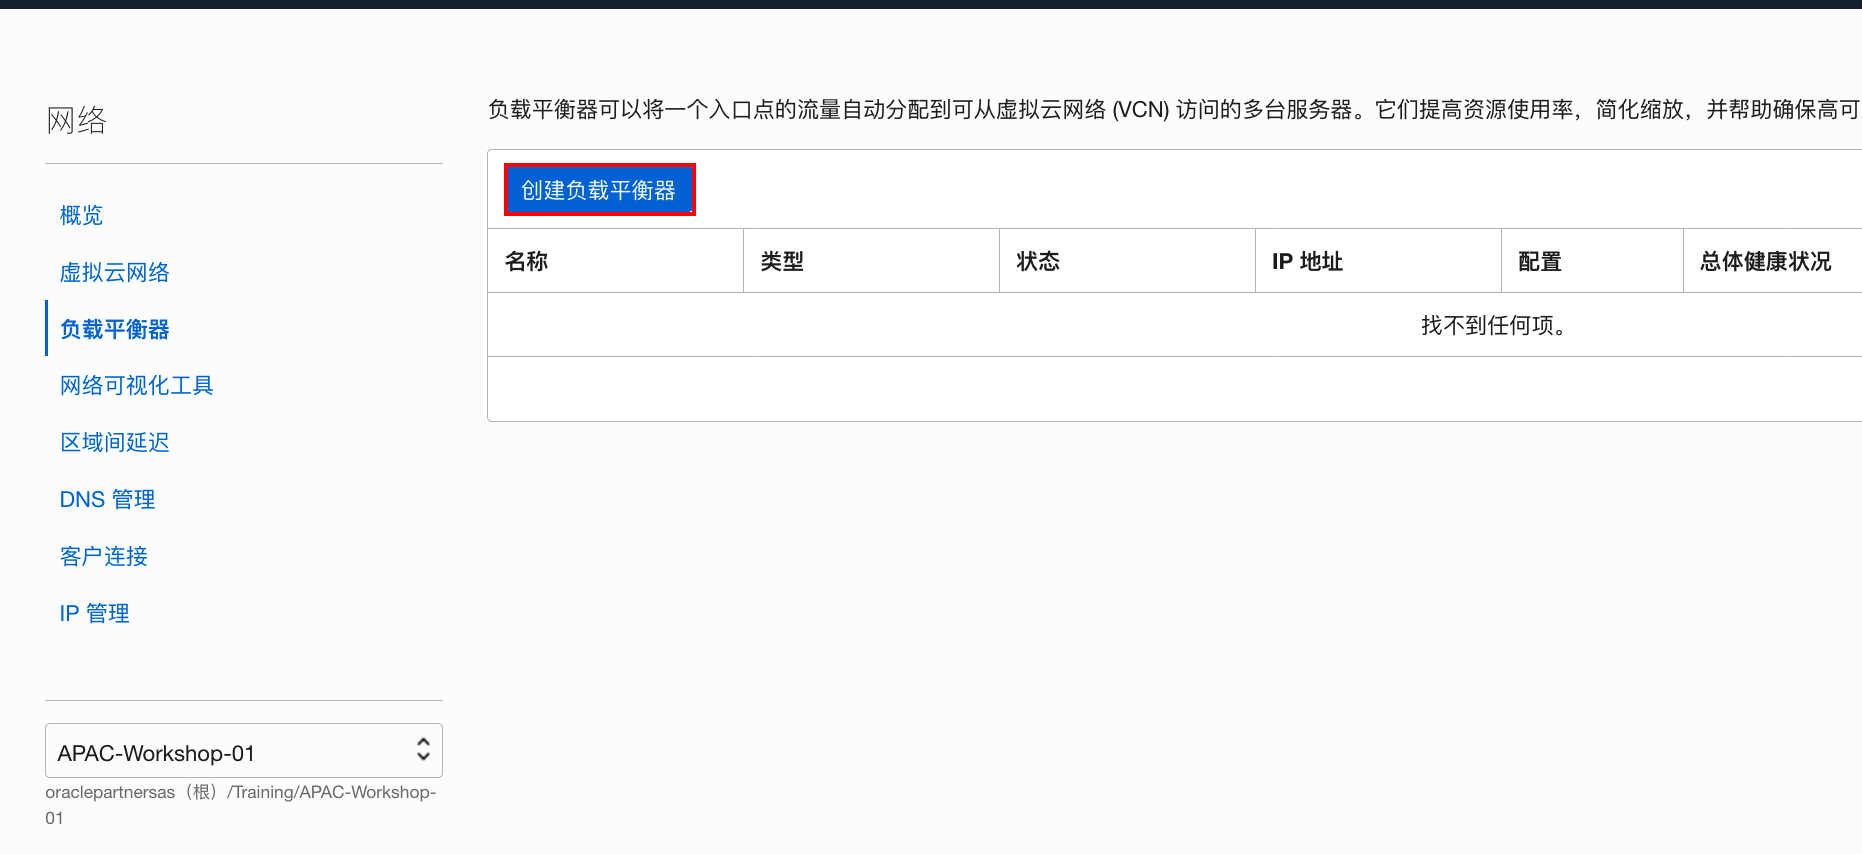 网络
概览
虚拟云网络
负载平衡器
网络可视化工具
区域间延迟
DNS 管理
客户连接
IP 管理
APAC-Workshop-01
oraclepartnersas（根）/Training/APAC-Workshop-
01
负载平衡器可以将一个入口点的流量自动分配到可从虚拟云网络 (VCN) 访问的多台服务器。它们提高资源使用率，简化缩放，并帮助确保高可
创建负载平衡器
名称 类型 状态 IP 地址 配置 总体健康状况
找不到任何项。